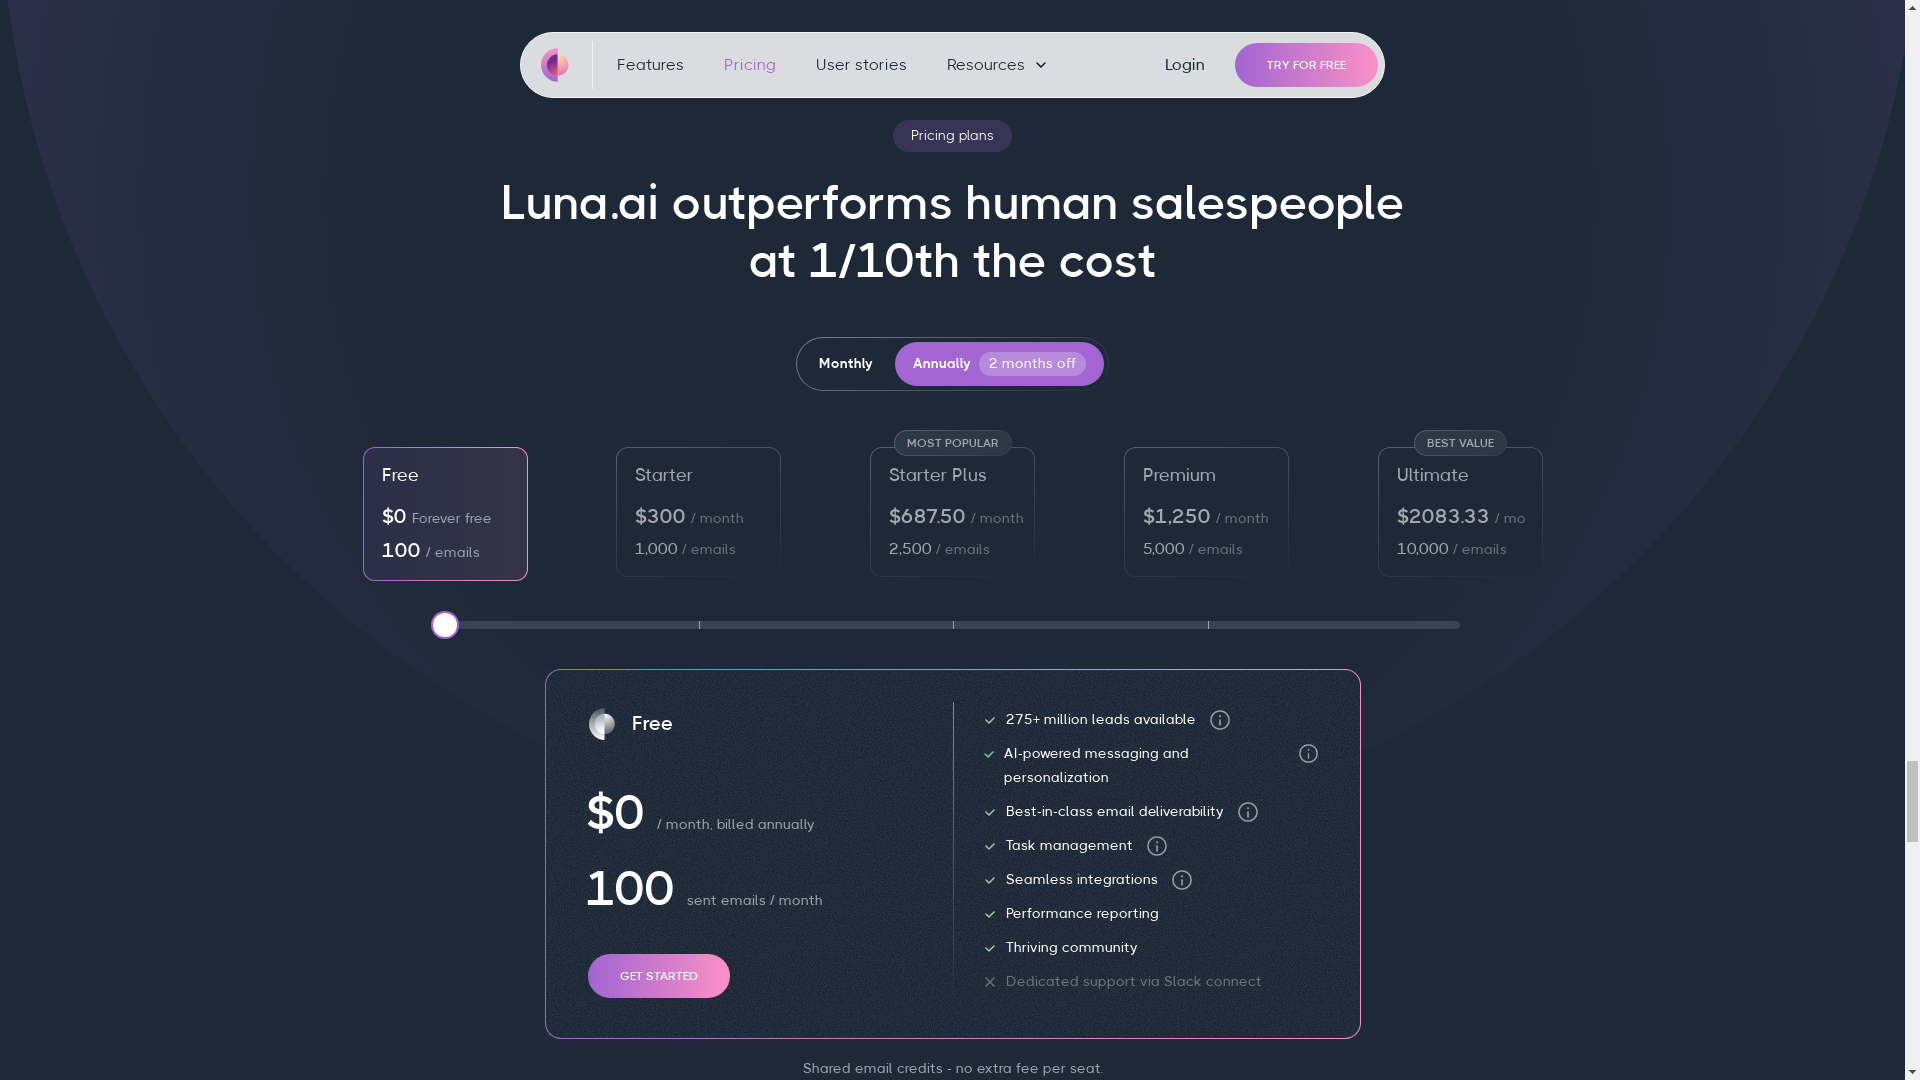 Features
Pricing
User stories
Resources
Login
TRY FOR FREE
Pricing plans
Luna.ai outperforms human salespeople
at 1/10th the cost
Monthly
Annually
2 months off
Free
$0 Forever free
100 / emails
Starter
$300 / month
1,000 / emails
MOST POPULAR
Starter Plus
$687.50 / month
2,500 / emails
Premium
$1,250 / month
5,000 / emails
BEST VALUE
Ultimate
$2083.33 / mo
10,000 / emails
Free
$0 / month, billed annually
100 sent emails / month
GET STARTED
275+ million leads available
AI-powered messaging and
personalization
Best-in-class email deliverability
Task management
Seamless integrations
Performance reporting
Thriving community
Dedicated support via Slack connect
Shared email credits - no extra fee per seat.